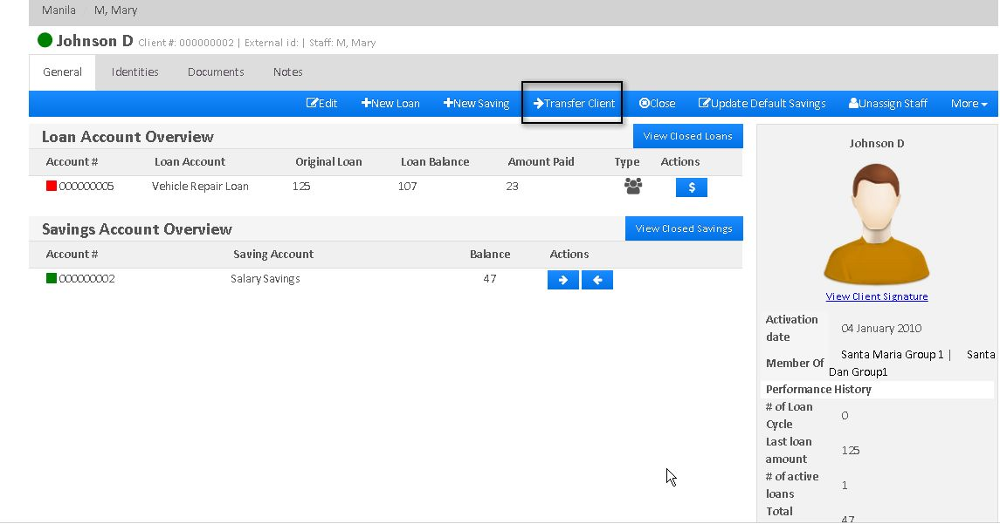 Manila M, Mary
Johnson D Client #: 000000002 | External id: | Staff: M, Mary
General Identities Documents Notes
Edit New Loan New Saving Transfer Client Close Update Default Savings Unassign Staff More
Loan Account Overview View Closed Loans
Account # Loan Account Original Loan Loan Balance Amount Paid Type Actions
000000005 Vehicle Repair Loan 125 107 23 $
Savings Account Overview View Closed Savings
Account # Saving Account Balance Actions
000000002 Salary Savings 47
Johnson D
View Client Signature
Activation date 04 January 2010
Member Of Santa Maria Group 1 | Santa Dan Group1
Performance History
# of Loan Cycle 0
Last loan amount 125
# of active loans 1
Total 47